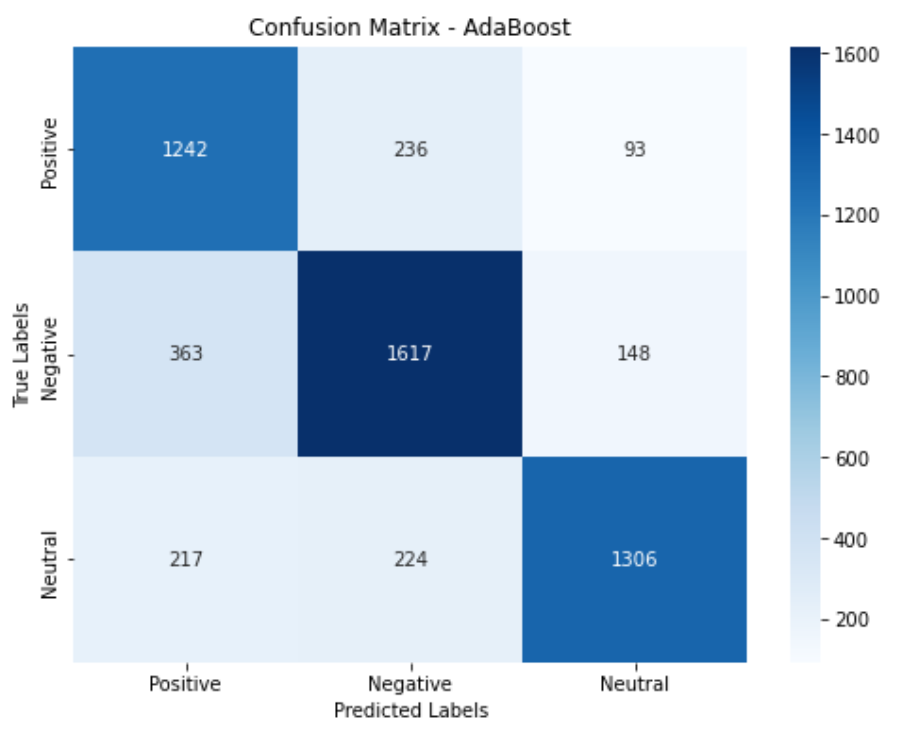 Confusion Matrix - AdaBoost
Positive 1242 236 93
Negative 363 1617 148
Neutral 217 224 1306
True Labels
Positive Negative Neutral
Predicted Labels
1600
1400
1200
1000
800
600
400
200